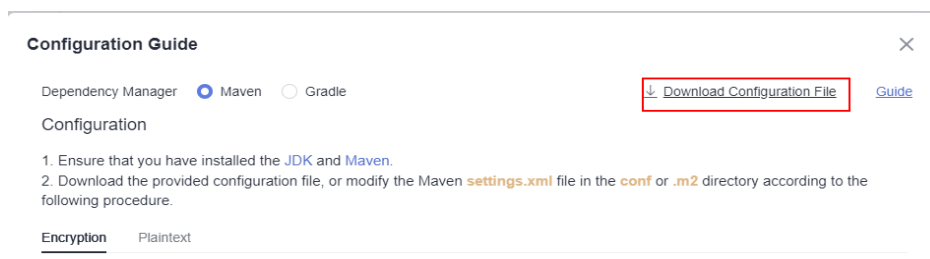 Configuration Guide
Dependency Manager Maven Gradle Download Configuration File Guide
Configuration
1. Ensure that you have installed the JDK and Maven.
2. Download the provided configuration file, or modify the Maven settings.xml file in the conf or .m2 directory according to the
following procedure.
Encryption Plaintext